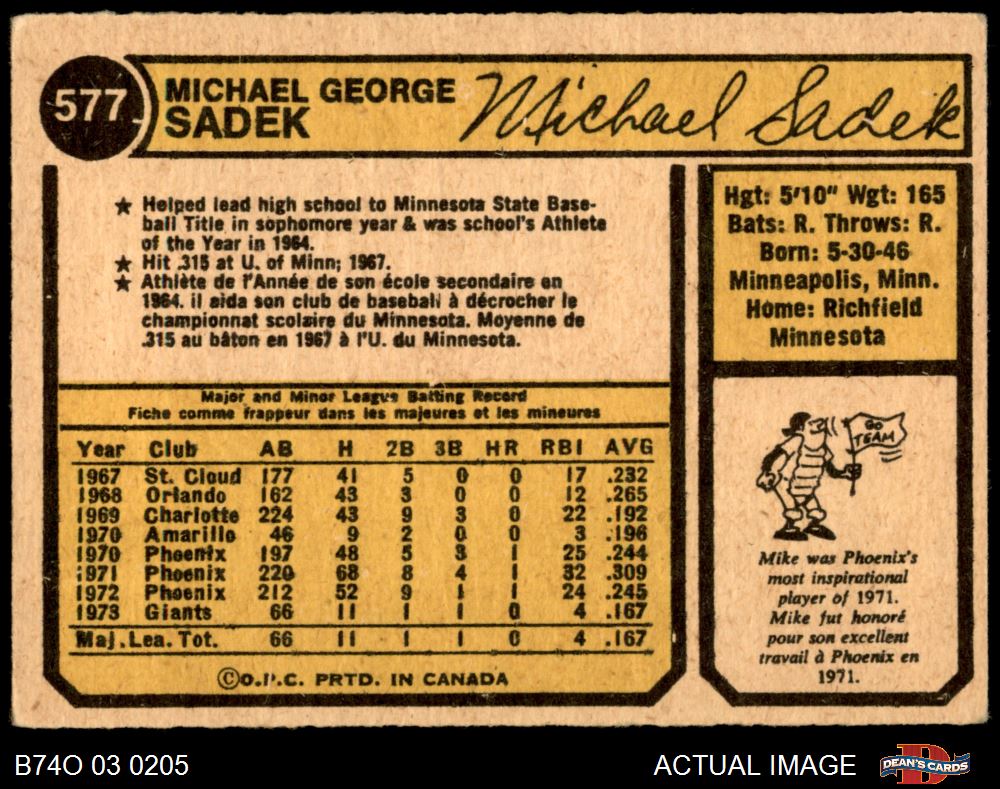 577
MICHAEL GEORGE
SADEK
Michael Sadek
★ Helped lead high school to Minnesota State Base-
ball Title in sophomore year & was school's Athlete
of the Year in 1964.
★ Hit .315 at U. of Minn; 1967.
★ Athlète de l'Année de son école secondaire en
1964. il aida son club de baseball à décrocher le
championnat scolaire du Minnesota. Moyenne de
.315 au bâton en 1967 à l'U. du Minnesota.
Hgt: 5'10" Wgt: 165
Bats: R. Throws: R.
Born: 5-30-46
Minneapolis, Minn.
Home: Richfield
Minnesota
Major and Minor League Batting Record
Fiche comme frappeur dans les majeures et les mineures
Year Club AB H 2B 3B HR RBI AVG
1967 St. Cloud 177 41 5 0 0 17 .232
1968 Orlando 162 43 3 0 0 12 .265
1969 Charlotte 224 43 9 3 0 22 .192
1970 Amarillo 46 9 2 0 0 3 .196
1970 Phoenix 197 48 5 3 1 25 .244
1971 Phoenix 220 68 8 4 1 32 .309
1972 Phoenix 212 52 9 1 1 24 .245
1973 Giants 66 11 1 1 0 4 .167
Maj. Lea. Tot. 66 11 1 1 0 4 .167
©O.P.C. PRTD. IN CANADA
GO
TEAM
Mike was Phoenix's
most inspirational
player of 1971.
Mike fut honoré
pour son excellent
travail à Phoenix en
1971.
B74O 03 0205
ACTUAL IMAGE
D
DEAN'S CARDS